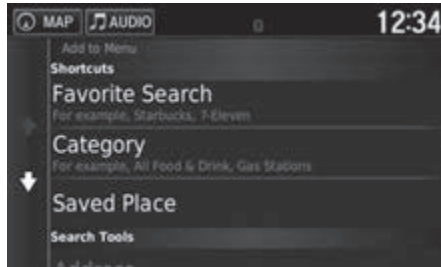 MAP AUDIO 12:34
Add to Menu
Shortcuts
Favorite Search
For example, Starbucks, 7-Eleven
Category
For example, All Food & Drink, Gas Stations
Saved Place
Search Tools
Address